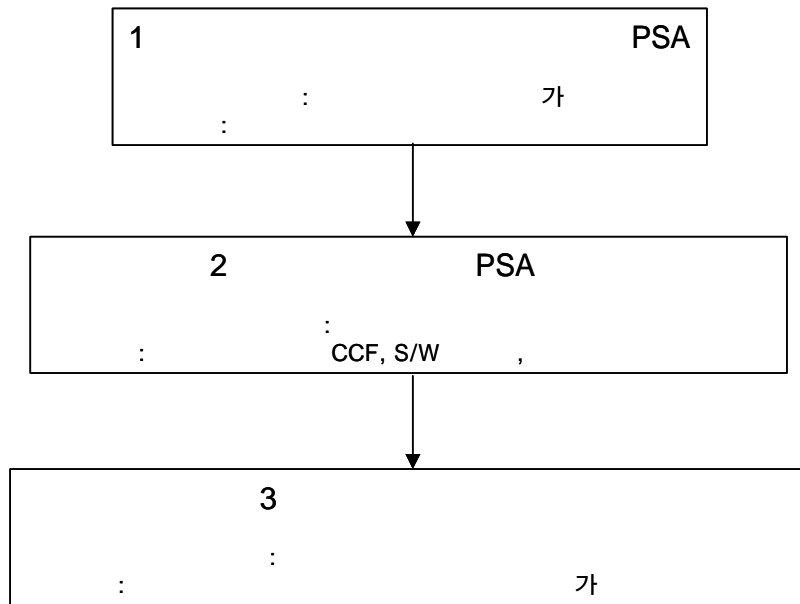 1 PSA
: 가
:
2 PSA
:
: CCF, S/W ,
3
:
: 가